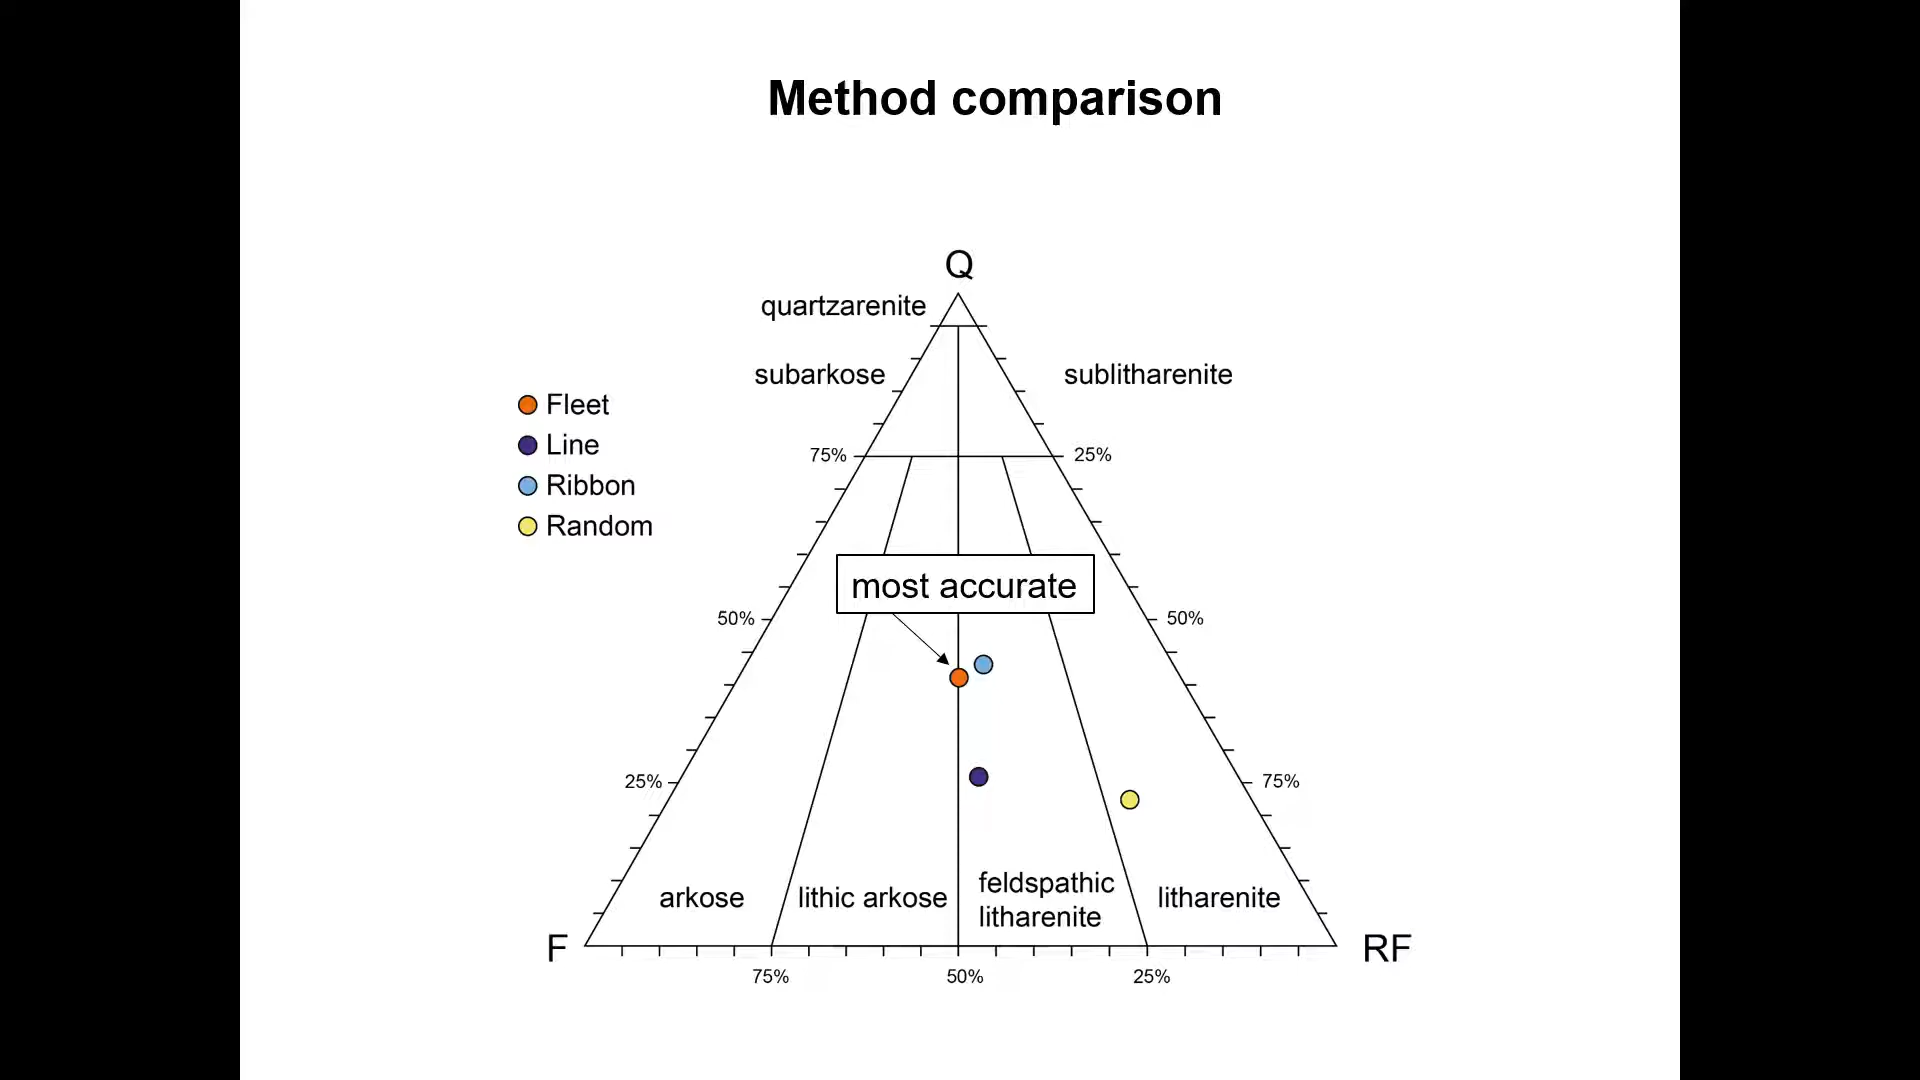 Method comparison
Q
quartzarenite
subarkose
sublitharenite
Fleet
Line
Ribbon
Random
75%
25%
most accurate
50%
50%
25%
75%
arkose
lithic arkose
feldspathic
litharenite
litharenite
F
RF
75%
50%
25%